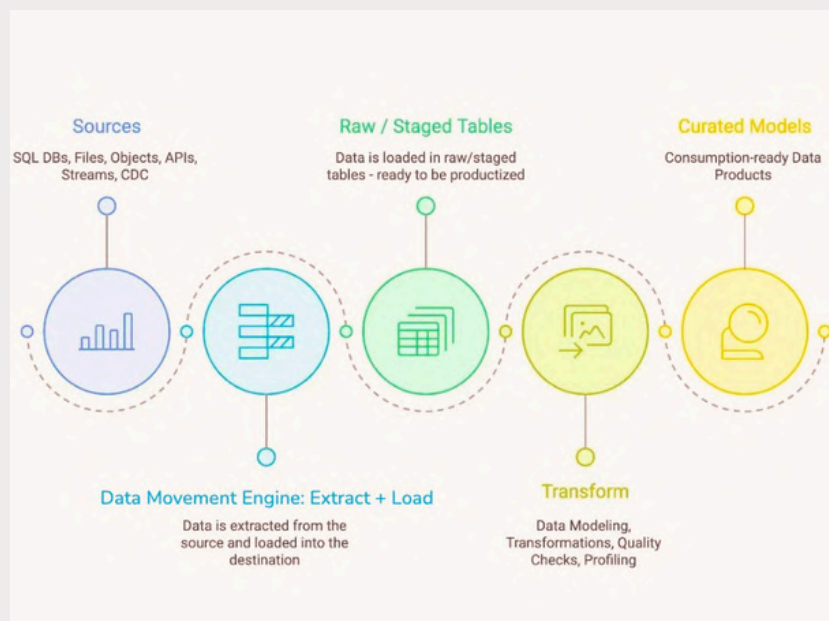 Sources
SQL DBs, Files, Objects, APIs,
Streams, CDC
Raw / Staged Tables
Data is loaded in raw/staged
tables - ready to be productized
Curated Models
Consumption-ready Data
Products
Data Movement Engine: Extract + Load
Data is extracted from the
source and loaded into the
destination
Transform
Data Modeling,
Transformations, Quality
Checks, Profiling